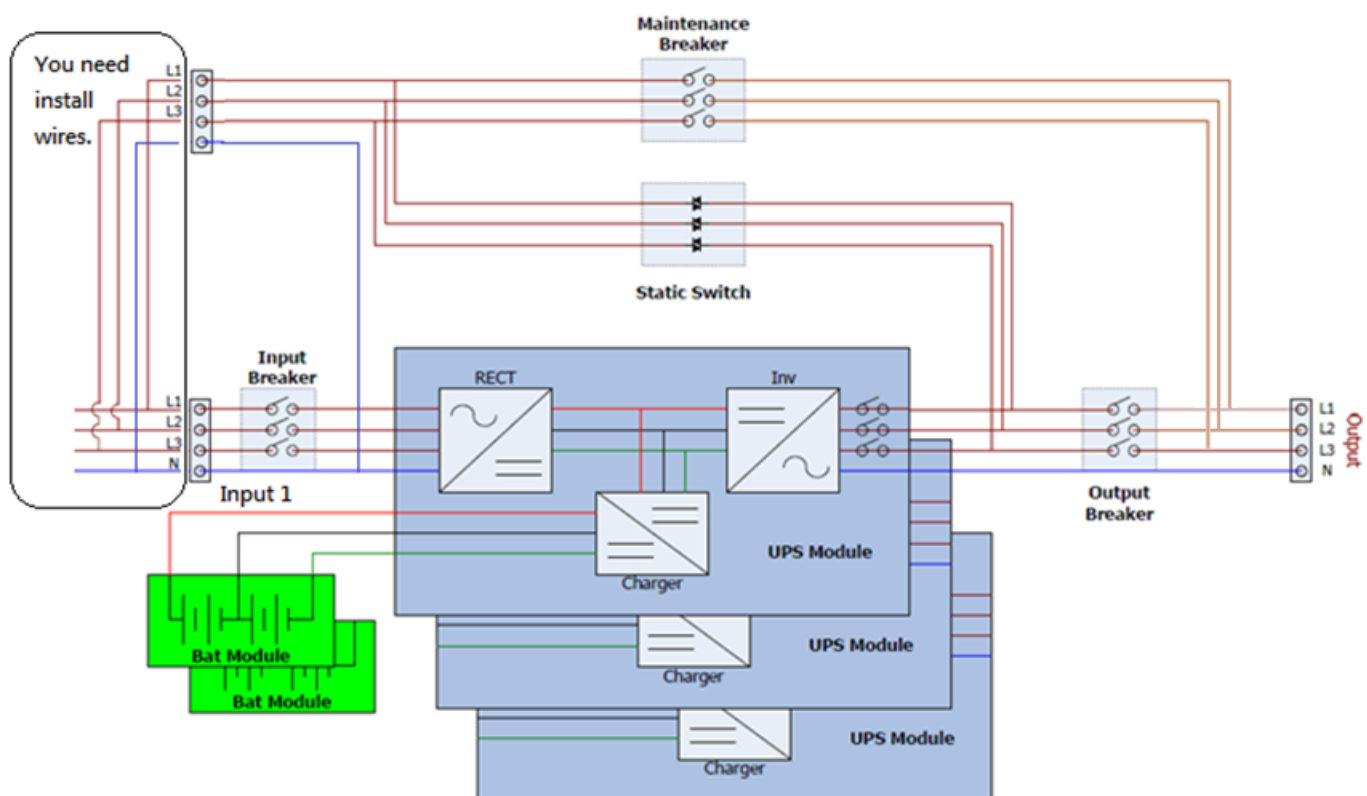 Maintenance
Breaker
You need
install
wires.
L1
L2
L3
Static Switch
Input
Breaker
RECT
Inv
L1
L2
L3
N
L1
L2
L3
N
Output
Input 1
Output
Breaker
UPS Module
Charger
UPS Module
Bat Module
Charger
Bat Module
UPS Module
Charger